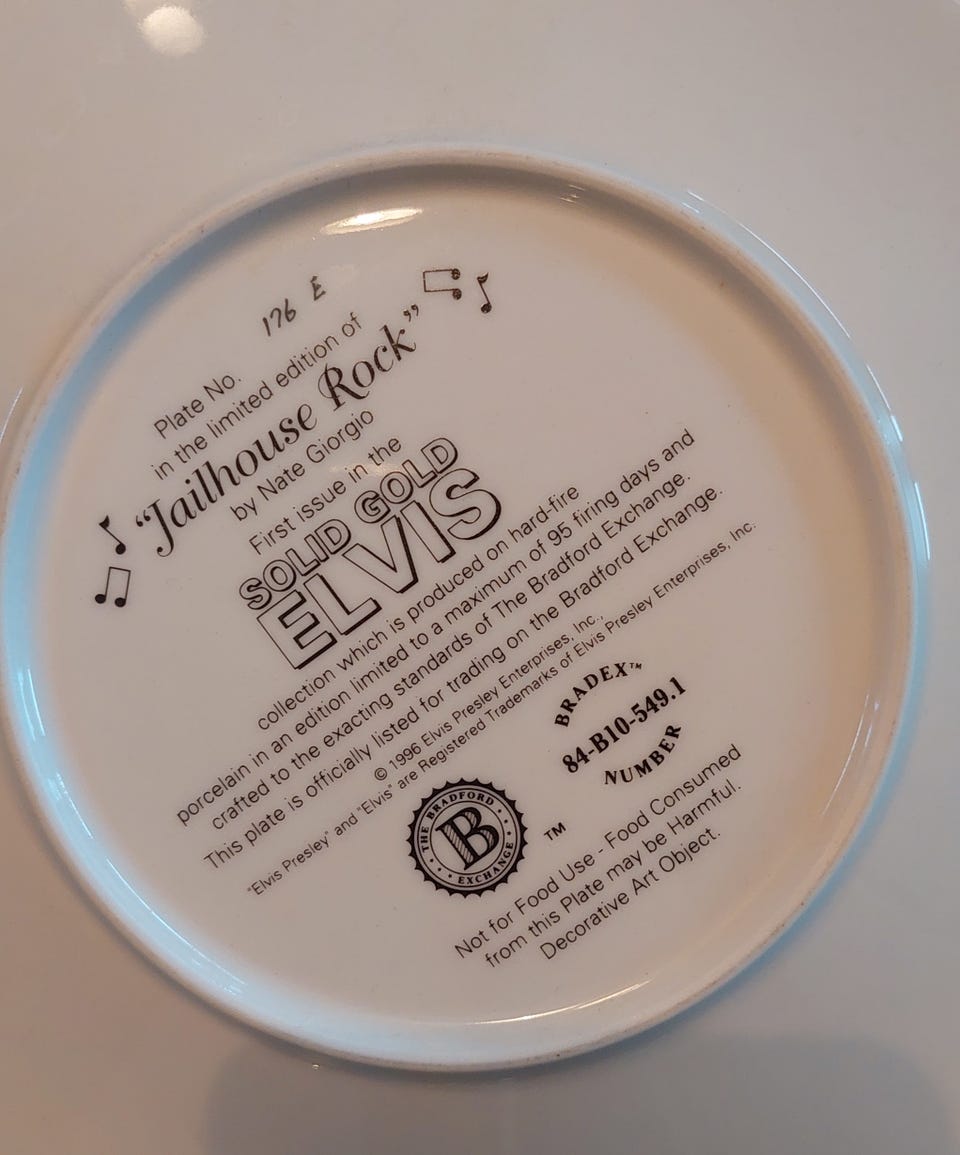 176 E
Plate No.
in the limited edition of
"Jailhouse Rock"
by Nate Giorgio
First issue in the
SOLID GOLD
ELVIS
collection which is produced on hard-fire
porcelain in an edition limited to a maximum of 95 firing days and
crafted to the exacting standards of The Bradford Exchange.
This plate is officially listed for trading on the Bradford Exchange.
© 1996 Elvis Presley Enterprises, Inc.,
"Elvis Presley" and "Elvis" are Registered Trademarks of Elvis Presley Enterprises, Inc.
BRADEX™
84-B10-549.1
NUMBER
THE BRADFORD
B
EXCHANGE
™
Not for Food Use - Food Consumed
from this Plate may be Harmful.
Decorative Art Object.